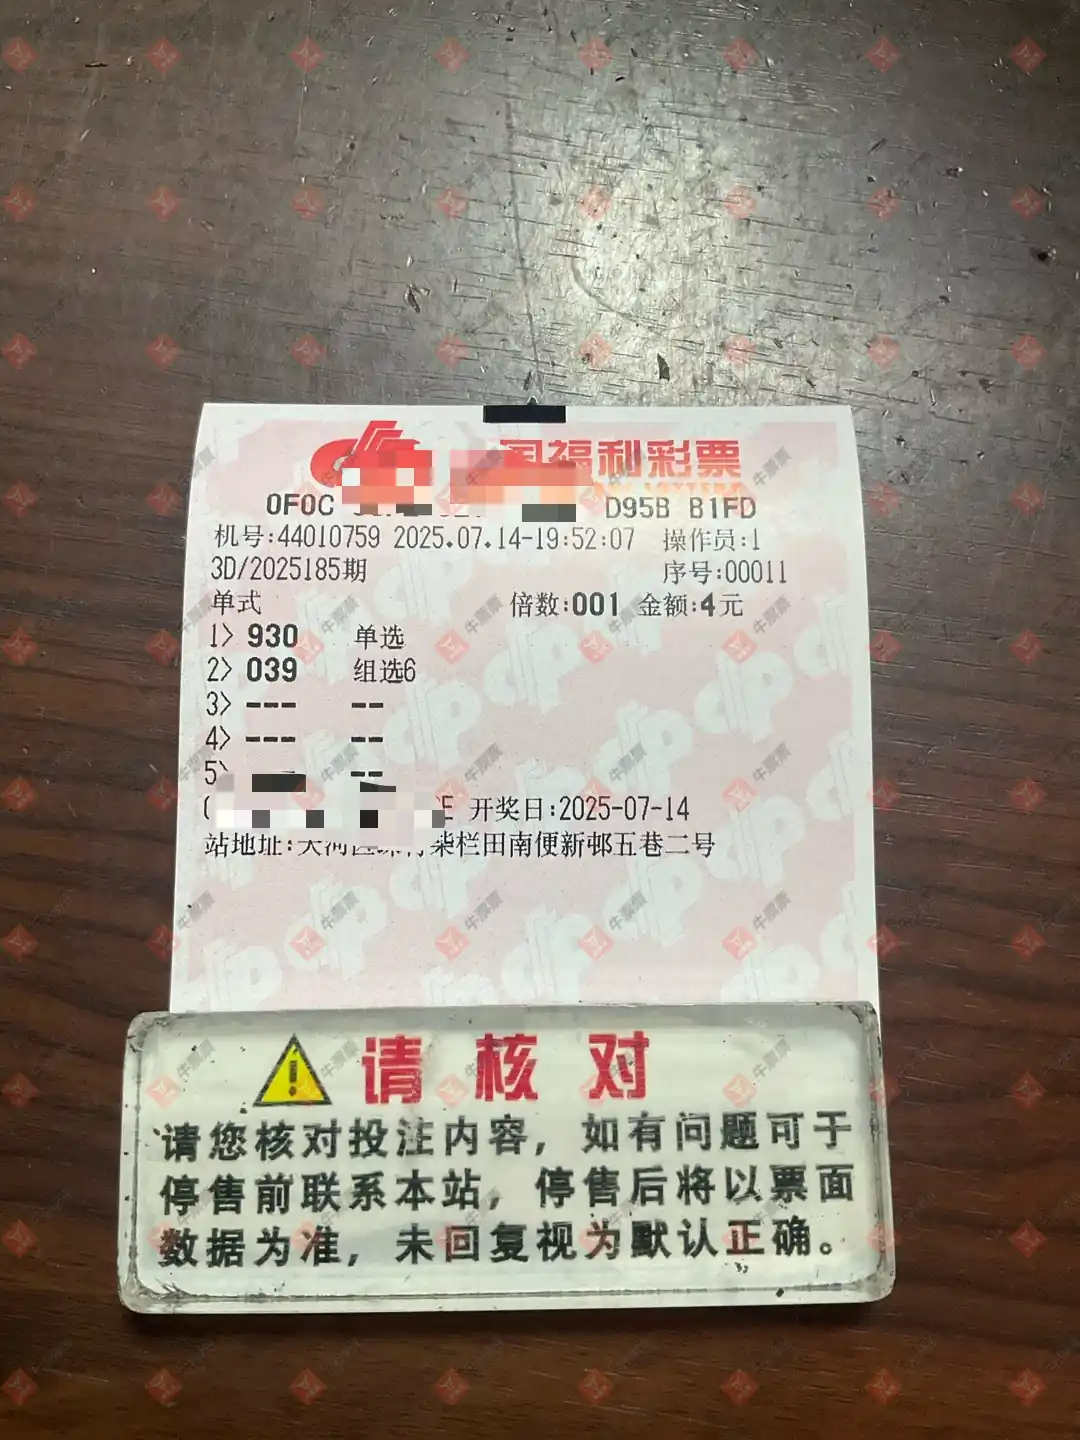 国福利彩票
0F0C D95B B1FD
机号:44010759 2025.07.14-19:52:07 操作员:1
3D/2025185期 序号:00011
单式 倍数:001 金额:4元
1> 930 单选
2> 039 组选6
3> --- --
4> --- --
5> --
开奖日:2025-07-14
站地址:天河区 柴栏田南便新邨五巷二号
请核对
请您核对投注内容，如有问题可于
停售前联系本站，停售后将以票面
数据为准，未回复视为默认正确。
牛票票